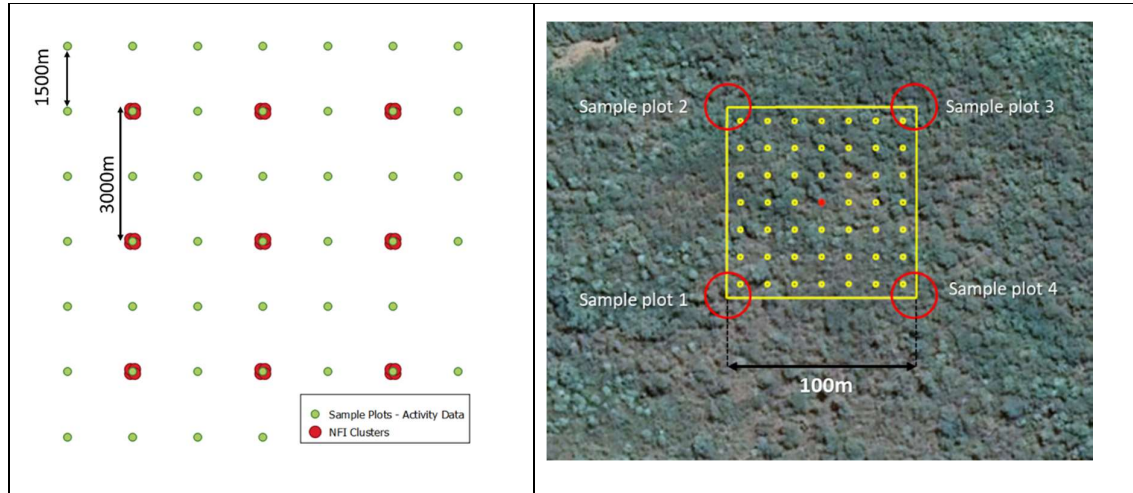 1500m
3000m
Sample Plots - Activity Data
NFI Clusters
Sample plot 2
Sample plot 3
Sample plot 1
Sample plot 4
100m